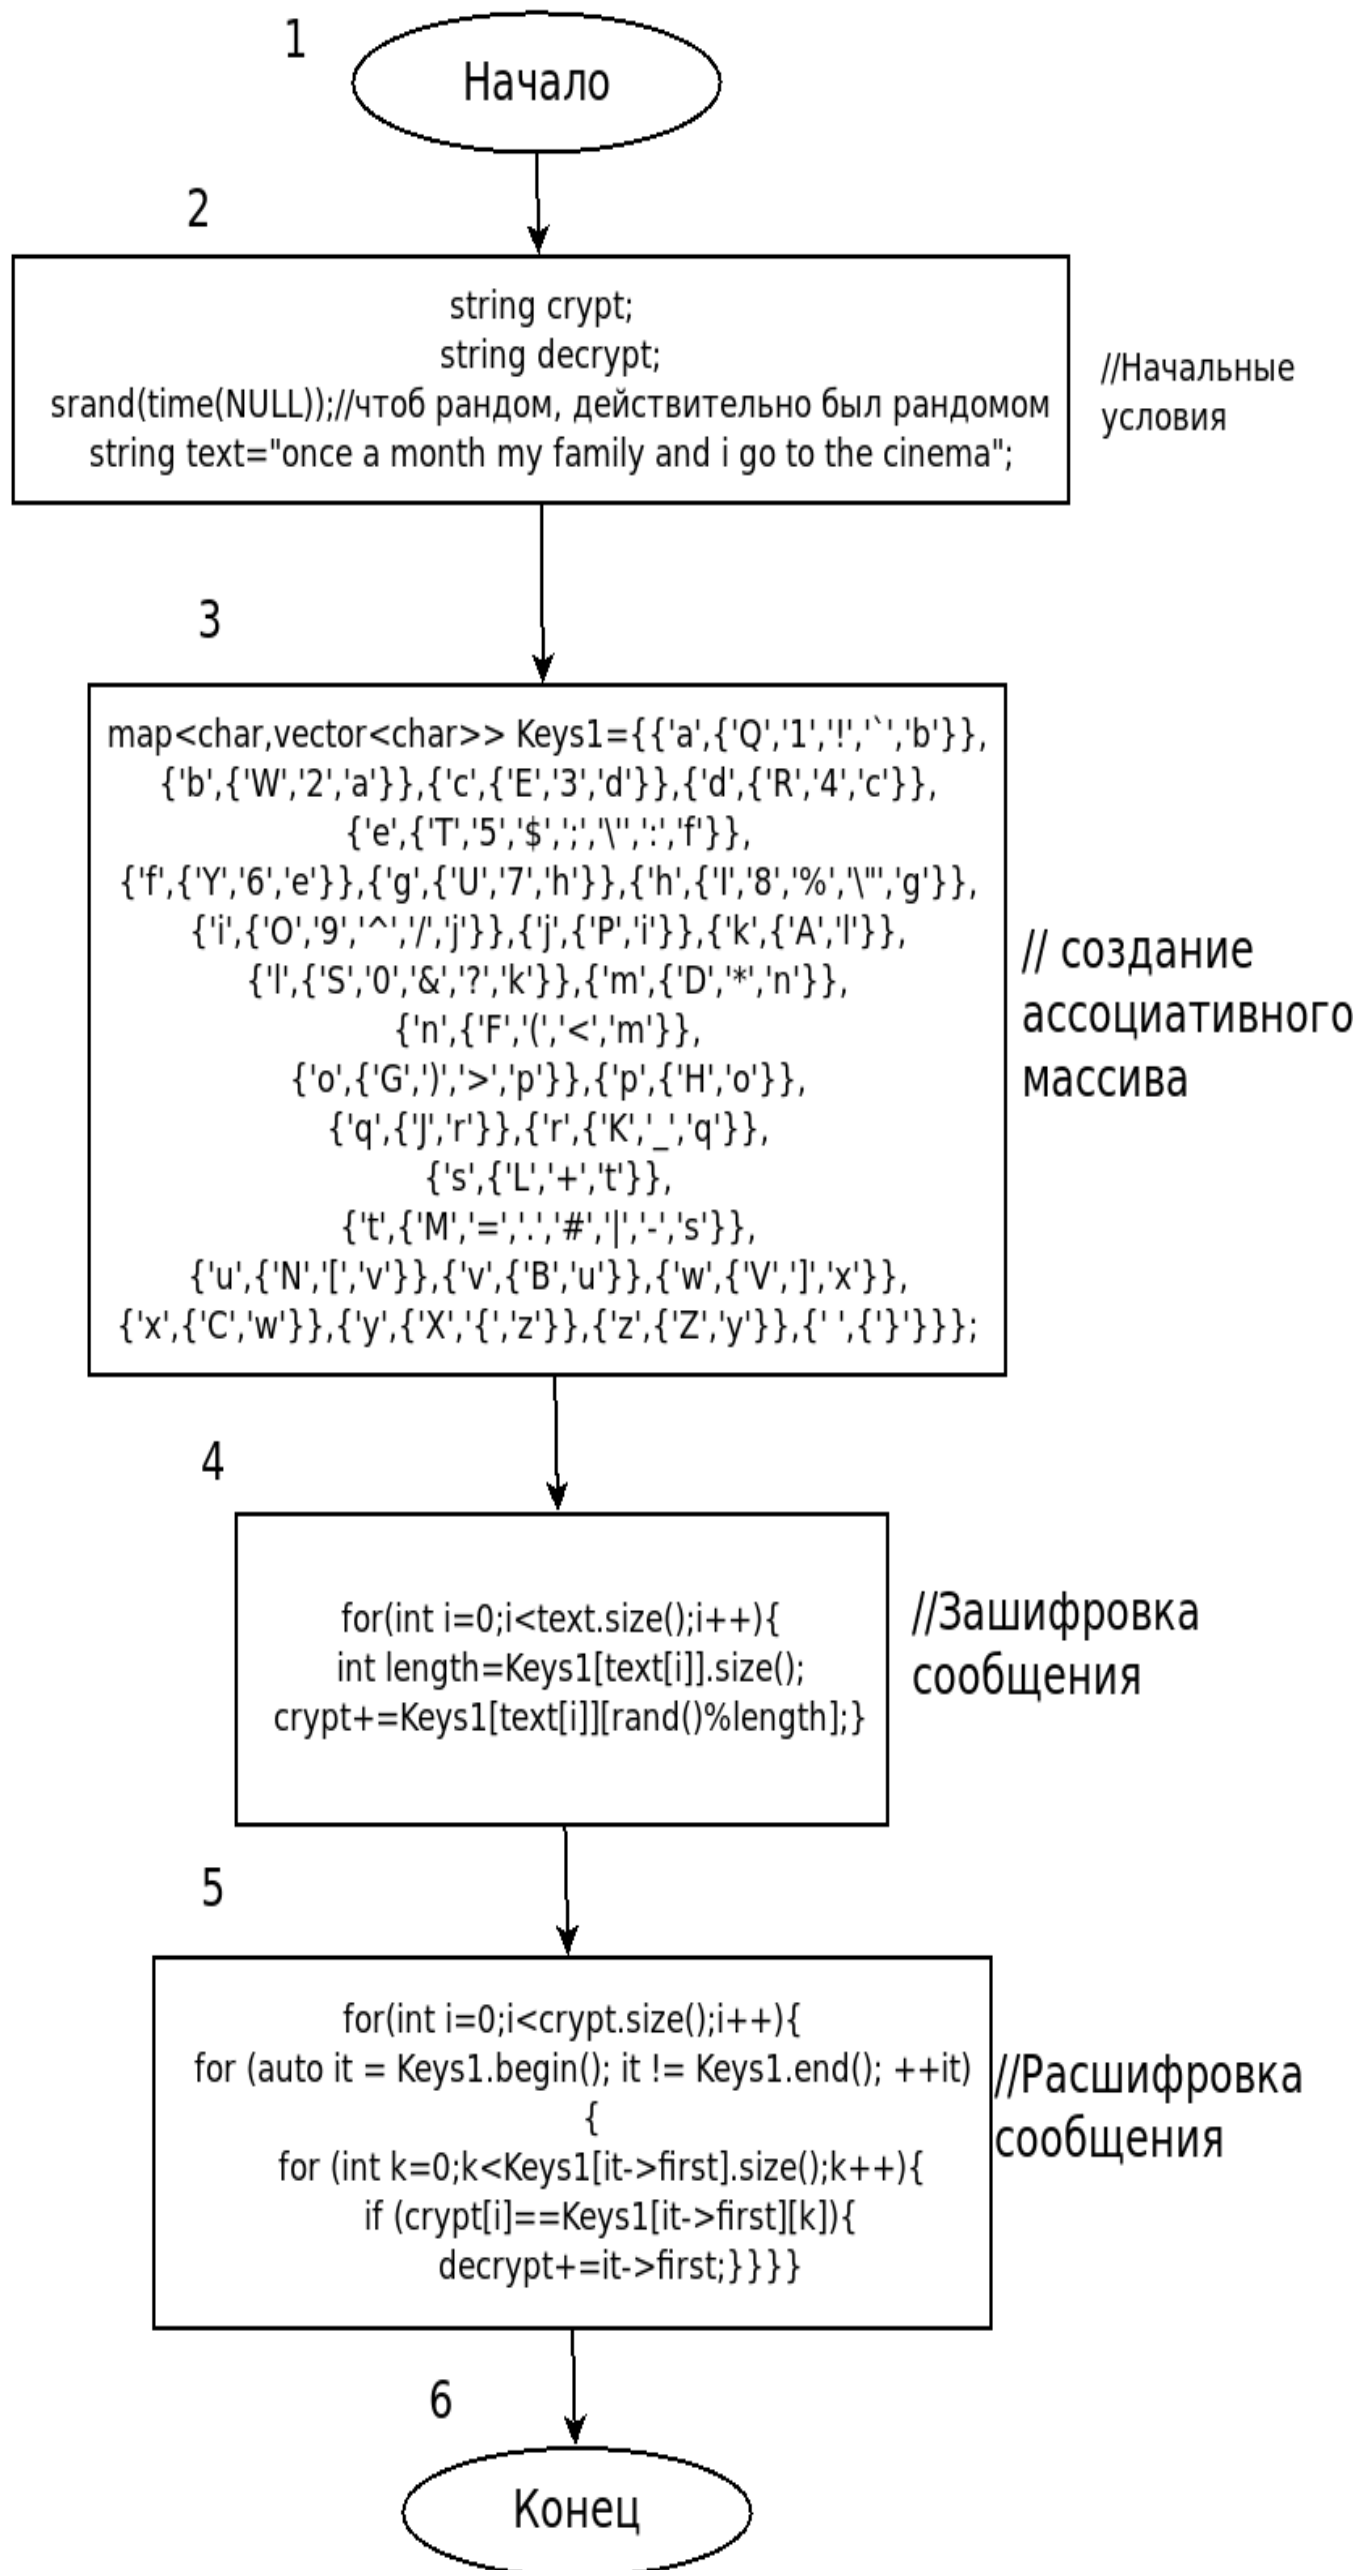 1
Начало
2
string crypt;
string decrypt;
srand(time(NULL));//чтоб рандом, действительно был рандомом
string text="once a month my family and i go to the cinema";
//Начальные
условия
3
map<char,vector<char>> Keys1={{'a',{'Q','1','!','`','b'}},
{'b',{'W','2','a'}},{'c',{'E','3','d'}},{'d',{'R','4','c'}},
{'e',{'T','5','$',';','\'',':','f'}},
{'f',{'Y','6','e'}},{'g',{'U','7','h'}},{'h',{'I','8','%','\"','g'}},
{'i',{'O','9','^','/','j'}},{'j',{'P','i'}},{'k',{'A','l'}},
{'l',{'S','0','&','?','k'}},{'m',{'D','*','n'}},
{'n',{'F','(','<','m'}},
{'o',{'G',')','>','p'}},{'p',{'H','o'}},
{'q',{'J','r'}},{'r',{'K','_','q'}},
{'s',{'L','+','t'}},
{'t',{'M','=','.','#','|','-','s'}},
{'u',{'N','[','v'}},{'v',{'B','u'}},{'w',{'V',']','x'}},
{'x',{'C','w'}},{'y',{'X','{','z'}},{'z',{'Z','y'}},{' ',{'}'}}};
// создание
ассоциативного
массива
4
for(int i=0;i<text.size();i++){
int length=Keys1[text[i]].size();
crypt+=Keys1[text[i]][rand()%length];}
//Зашифровка
сообщения
5
for(int i=0;i<crypt.size();i++){
for (auto it = Keys1.begin(); it != Keys1.end(); ++it)
{
for (int k=0;k<Keys1[it->first].size();k++){
if (crypt[i]==Keys1[it->first][k]){
decrypt+=it->first;}}}}
//Расшифровка
сообщения
6
Конец